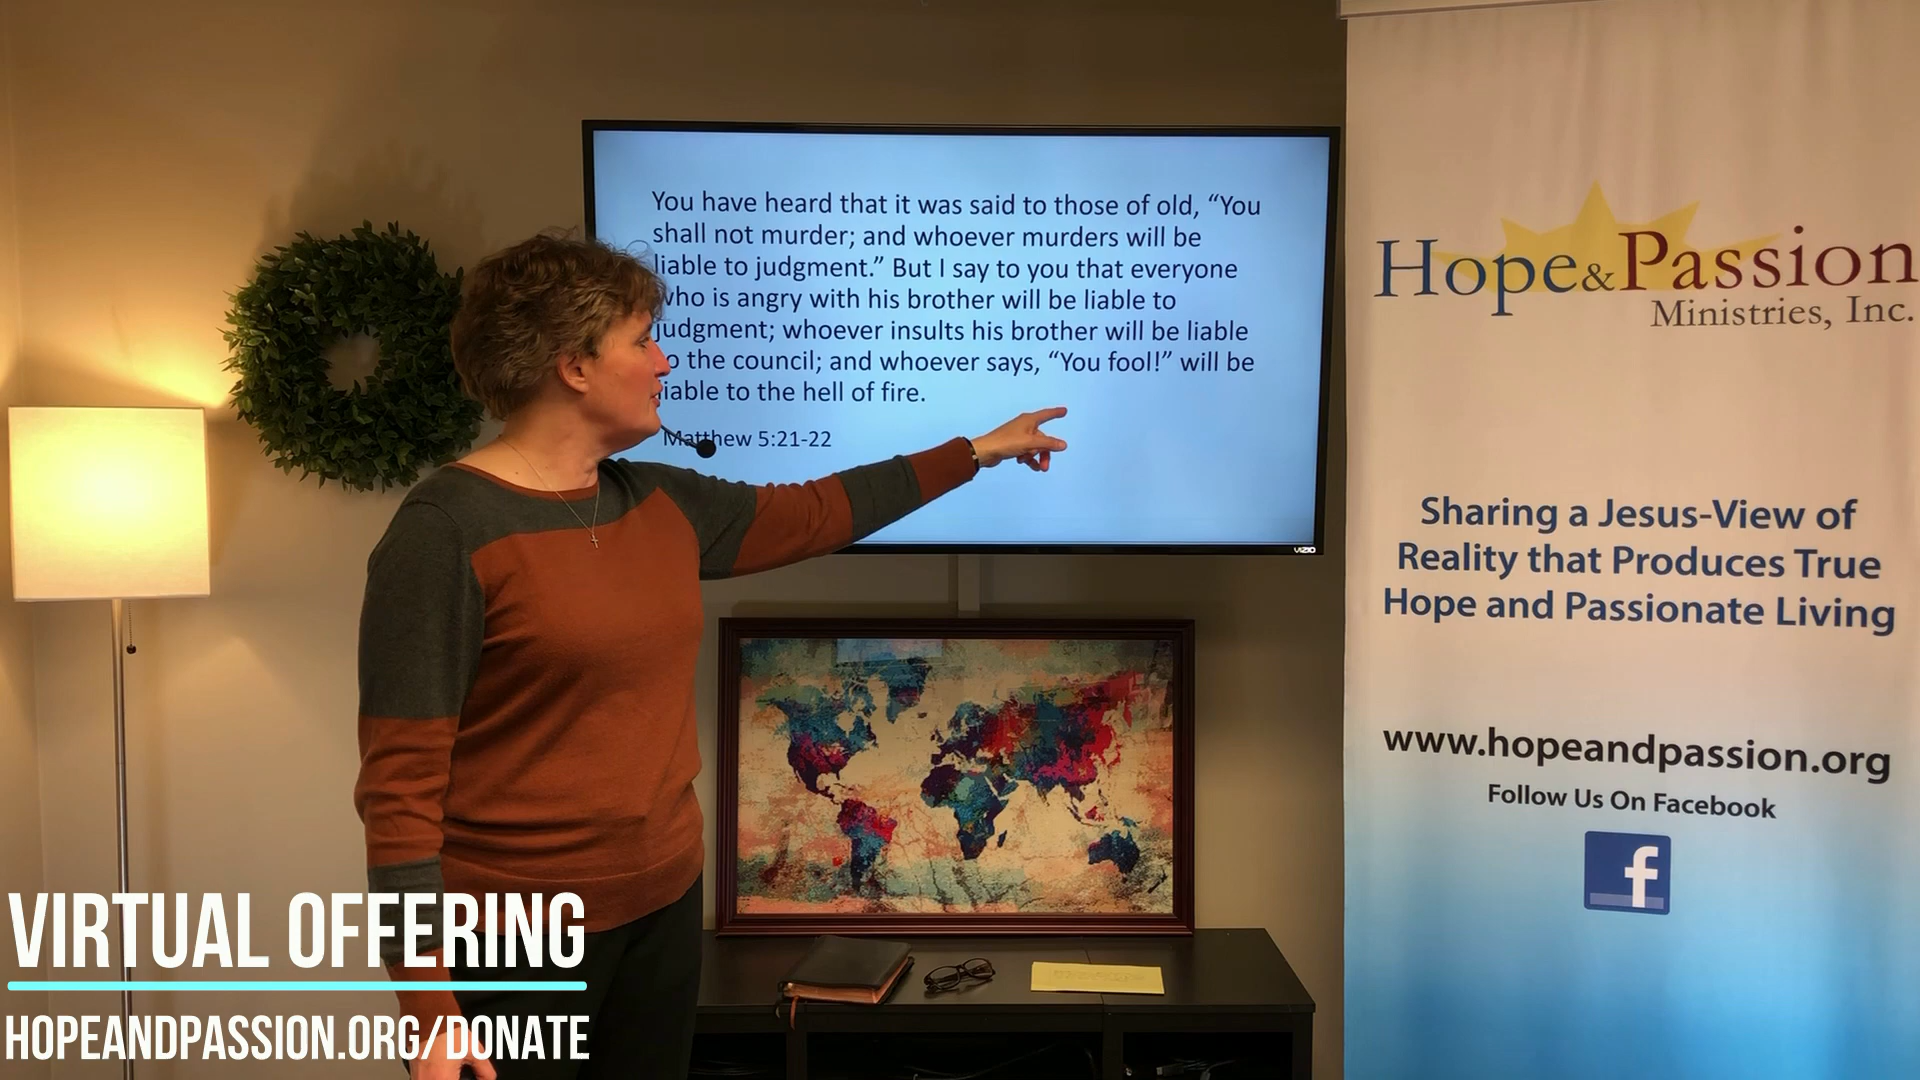 You have heard that it was said to those of old, “You
shall not murder; and whoever murders will be
liable to judgment.” But I say to you that everyone
who is angry with his brother will be liable to
judgment; whoever insults his brother will be liable
to the council; and whoever says, “You fool!” will be
liable to the hell of fire.
Matthew 5:21-22
VIZIO
Hope&Passion
Ministries, Inc.
Sharing a Jesus-View of
Reality that Produces True
Hope and Passionate Living
www.hopeandpassion.org
Follow Us On Facebook
f
VIRTUAL OFFERING
HOPEANDPASSION.ORG/DONATE